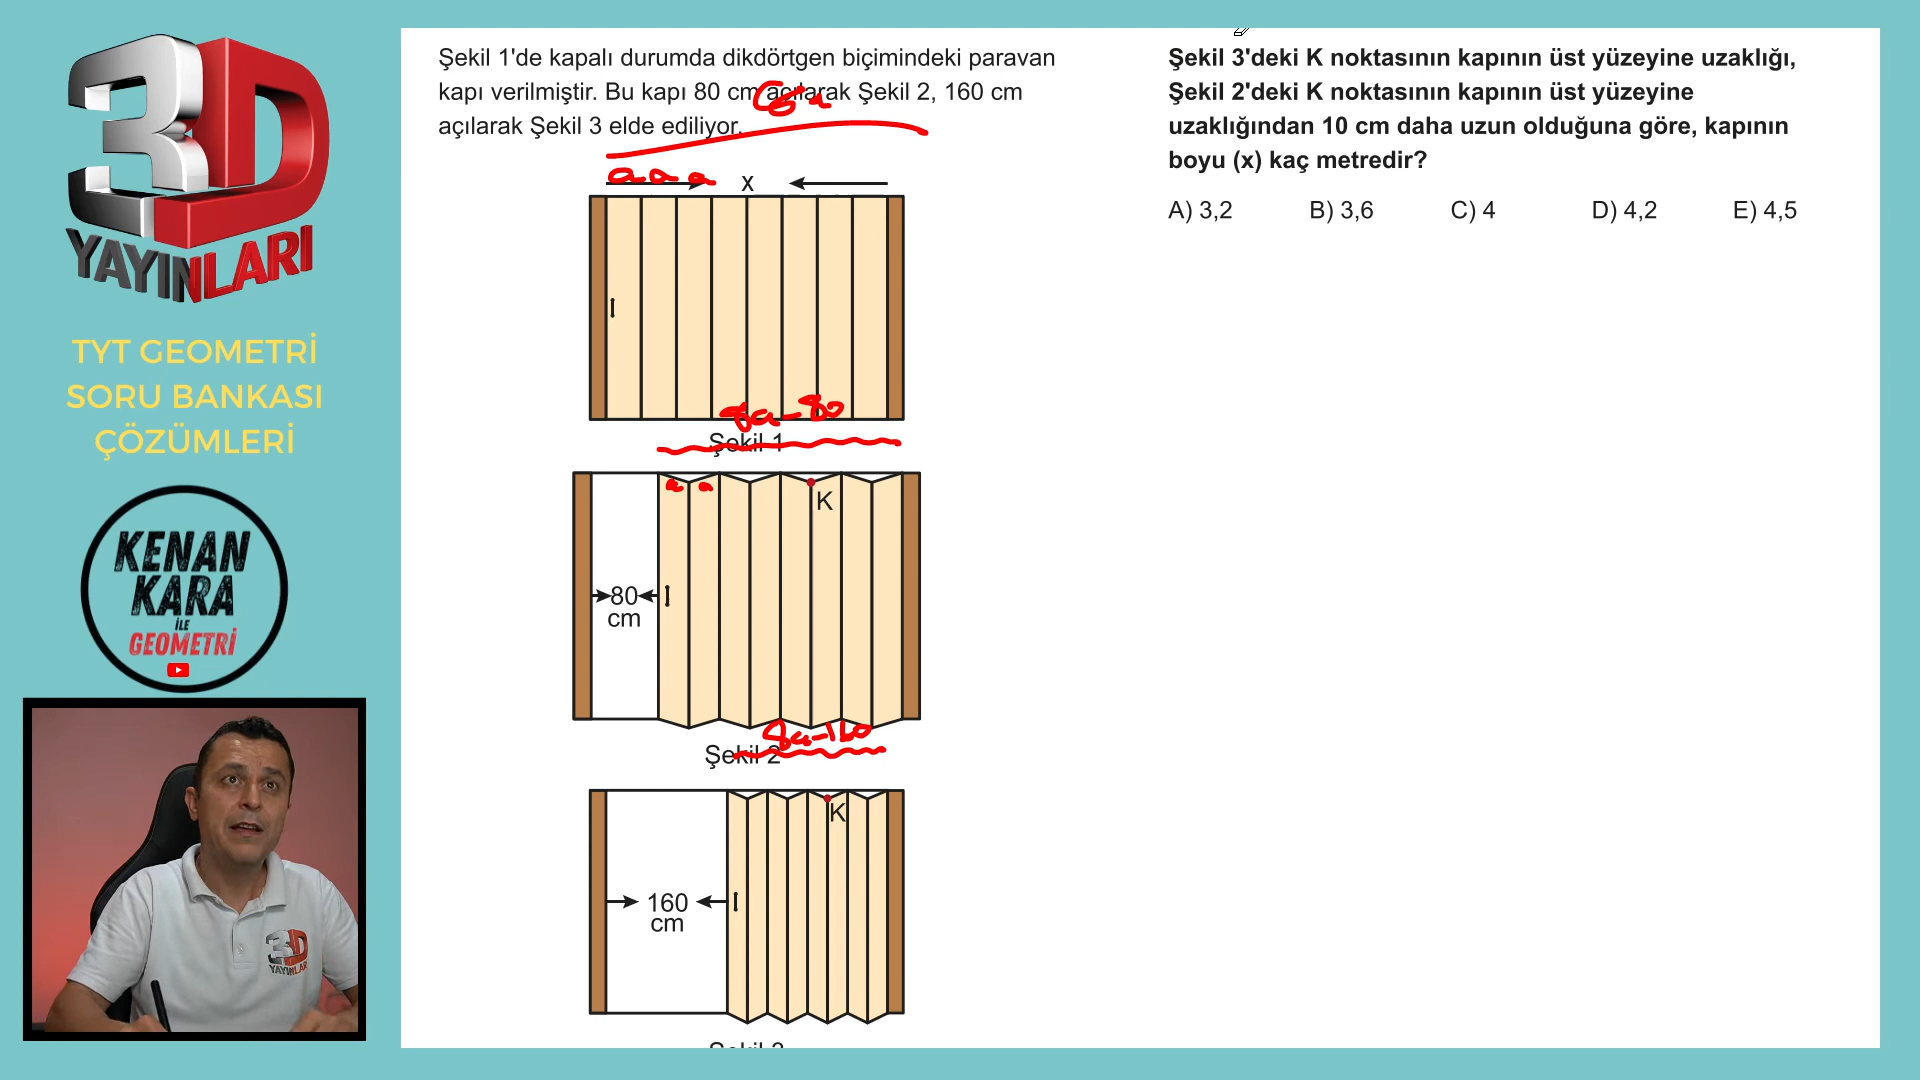 3D
YAYINLARI
TYT GEOMETRİ
SORU BANKASI
ÇÖZÜMLERİ
KENAN
KARA
İLE
GEOMETRİ
3D
YAYINLARI
Şekil 1'de kapalı durumda dikdörtgen biçimindeki paravan
kapı verilmiştir. Bu kapı 80 cm açılarak Şekil 2, 160 cm
açılarak Şekil 3 elde ediliyor.
a a a
x
8a-80
Şekil 1
a a
K
80
cm
8a-160
Şekil 2
K
160
cm
Şekil 3'deki K noktasının kapının üst yüzeyine uzaklığı,
Şekil 2'deki K noktasının kapının üst yüzeyine
uzaklığından 10 cm daha uzun olduğuna göre, kapının
boyu (x) kaç metredir?
A) 3,2 B) 3,6 C) 4 D) 4,2 E) 4,5